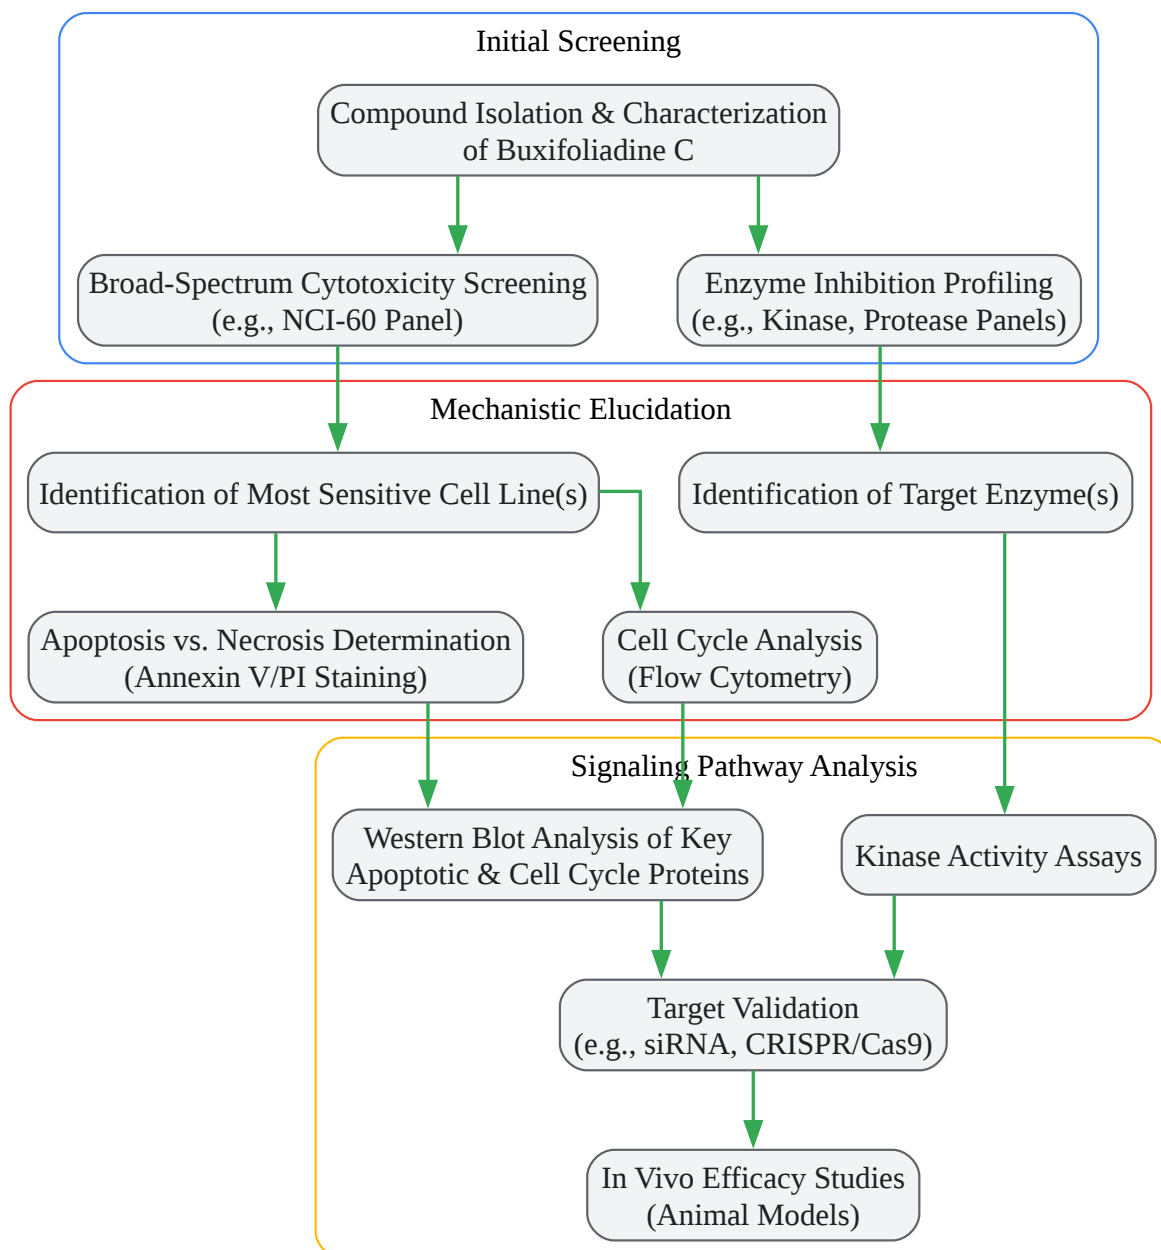 Initial Screening
Compound Isolation & Characterization
of Buxifoliadine C
Broad-Spectrum Cytotoxicity Screening
(e.g., NCI-60 Panel)
Enzyme Inhibition Profiling
(e.g., Kinase, Protease Panels)
Mechanistic Elucidation
Identification of Most Sensitive Cell Line(s)
Identification of Target Enzyme(s)
Apoptosis vs. Necrosis Determination
(Annexin V/PI Staining)
Cell Cycle Analysis
(Flow Cytometry)
Signaling Pathway Analysis
Western Blot Analysis of Key
Apoptotic & Cell Cycle Proteins
Kinase Activity Assays
Target Validation
(e.g., siRNA, CRISPR/Cas9)
In Vivo Efficacy Studies
(Animal Models)